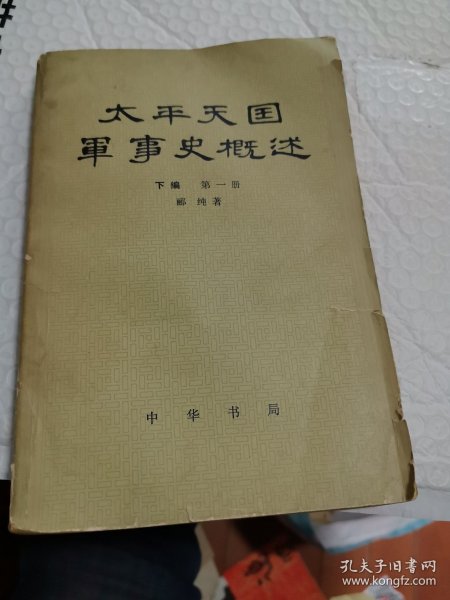 太平天囯
軍事史概述
下编 第一册
郦纯著
中华书局
孔夫子旧书网
www.kongfz.com